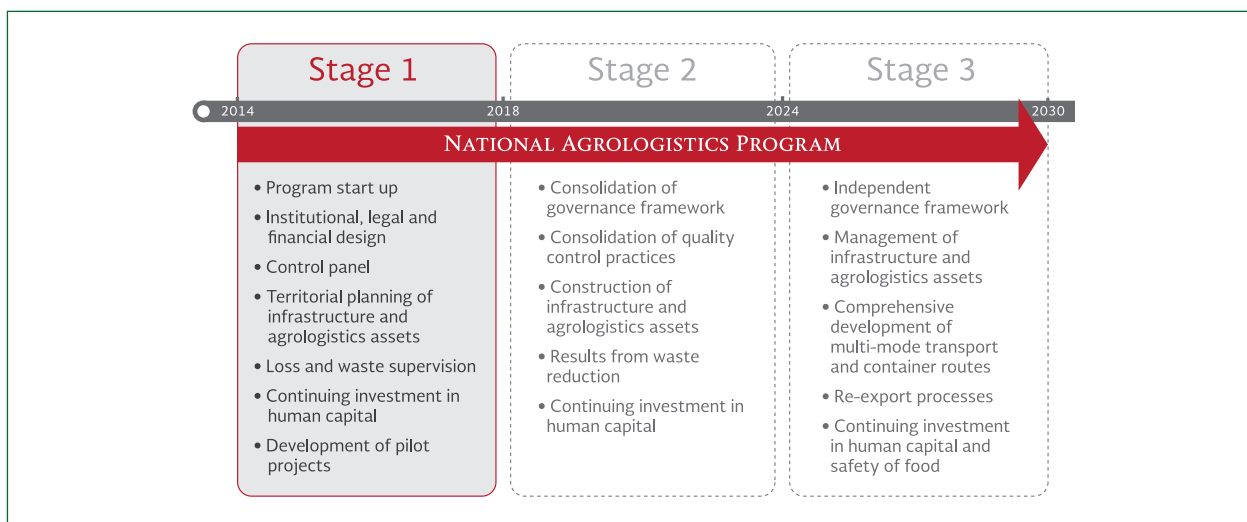 Stage 1
Stage 2
Stage 3
2014
2018
2024
2030
NATIONAL AGROLOGISTICS PROGRAM
• Program start up
• Institutional, legal and
financial design
• Control panel
• Territorial planning of
infrastructure and
agrologistics assets
• Loss and waste supervision
• Continuing investment in
human capital
• Development of pilot
projects
• Consolidation of
governance framework
• Consolidation of quality
control practices
• Construction of
infrastructure and
agrologistics assets
• Results from waste
reduction
• Continuing investment in
human capital
• Independent
governance framework
• Management of
infrastructure and
agrologistics assets
• Comprehensive
development of
multi-mode transport
and container routes
• Re-export processes
• Continuing investment
in human capital and
safety of food